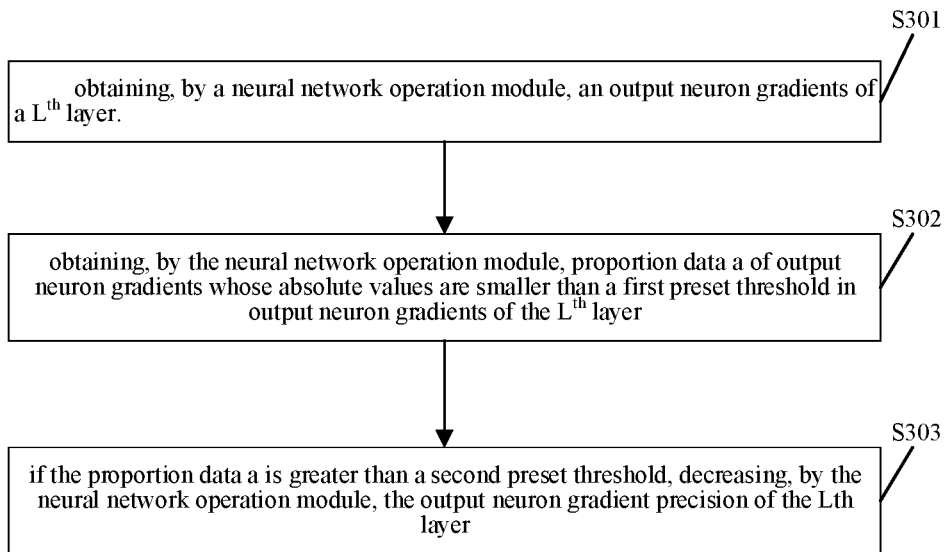 S301
obtaining, by a neural network operation module, an output neuron gradients of
a L^th layer.
S302
obtaining, by the neural network operation module, proportion data a of output
neuron gradients whose absolute values are smaller than a first preset threshold in
output neuron gradients of the L^th layer
S303
if the proportion data a is greater than a second preset threshold, decreasing, by the
neural network operation module, the output neuron gradient precision of the Lth
layer